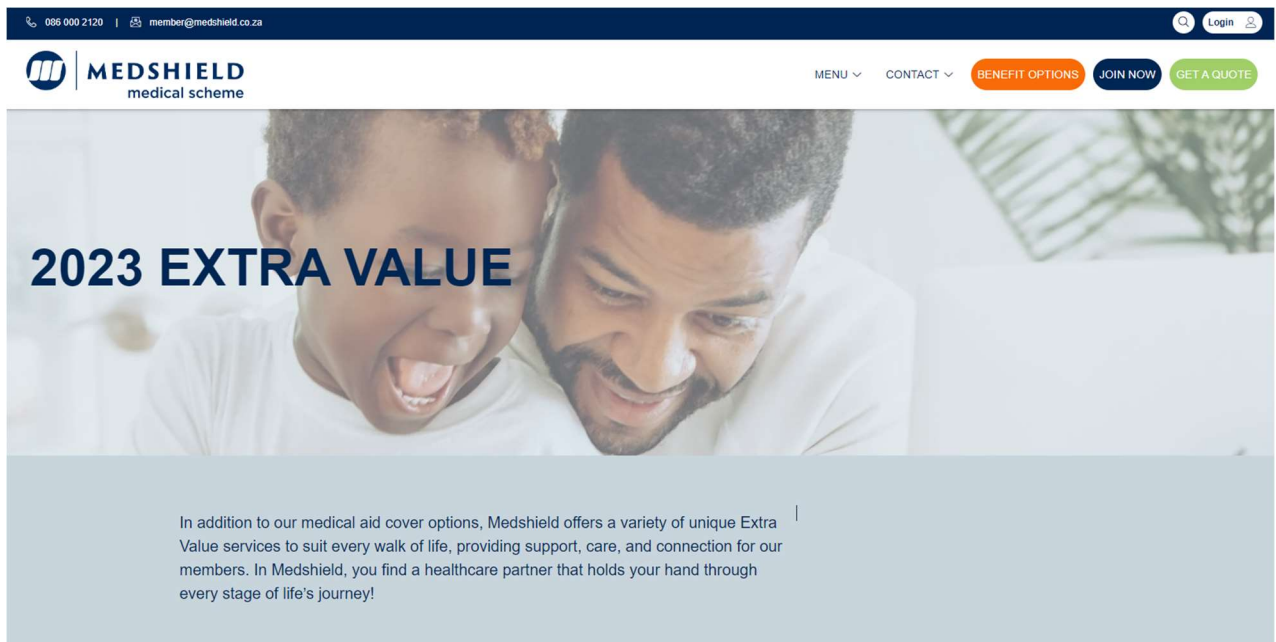 086 000 2120 | member@medshield.co.za
Login
MEDSHIELD
medical scheme
MENU CONTACT BENEFIT OPTIONS JOIN NOW GET A QUOTE
2023 EXTRA VALUE
In addition to our medical aid cover options, Medshield offers a variety of unique Extra
Value services to suit every walk of life, providing support, care, and connection for our
members. In Medshield, you find a healthcare partner that holds your hand through
every stage of life’s journey!